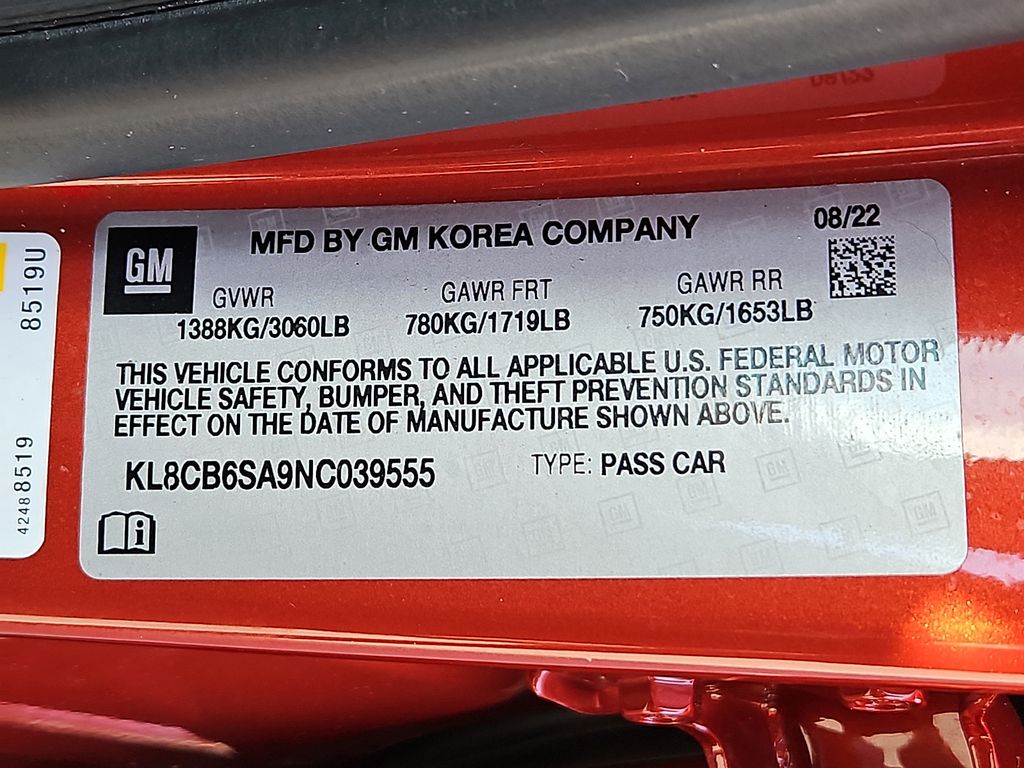 08/22
GM
MFD BY GM KOREA COMPANY
GVWR
GAWR FRT
GAWR RR
1388KG/3060LB
780KG/1719LB
750KG/1653LB
THIS VEHICLE CONFORMS TO ALL APPLICABLE U.S. FEDERAL MOTOR
VEHICLE SAFETY, BUMPER, AND THEFT PREVENTION STANDARDS IN
EFFECT ON THE DATE OF MANUFACTURE SHOWN ABOVE.
KL8CB6SA9NC039555
TYPE: PASS CAR
i
8519U
42488519